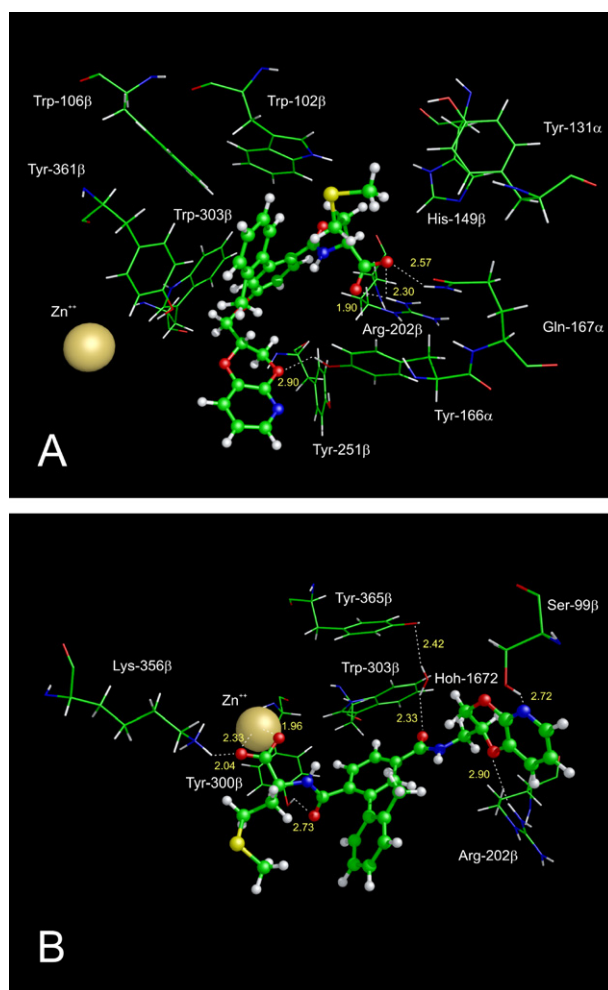 Trp-106β
Trp-102β
Tyr-131α
Tyr-361β
Trp-303β
His-149β
2.57
Zn++
2.30
1.90
Arg-202β
Gln-167α
2.90
Tyr-166α
Tyr-251β
A
Tyr-365β
Ser-99β
2.42
Lys-356β
Trp-303β
Hoh-1672
Zn++
1.96
2.72
2.33
2.33
2.04
Tyr-300β
2.90
2.73
Arg-202β
B